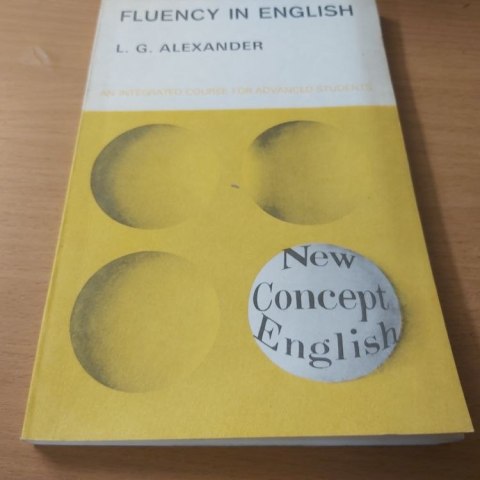 FLUENCY IN ENGLISH
L. G. ALEXANDER
AN INTEGRATED COURSE FOR ADVANCED STUDENTS
New
Concept
English